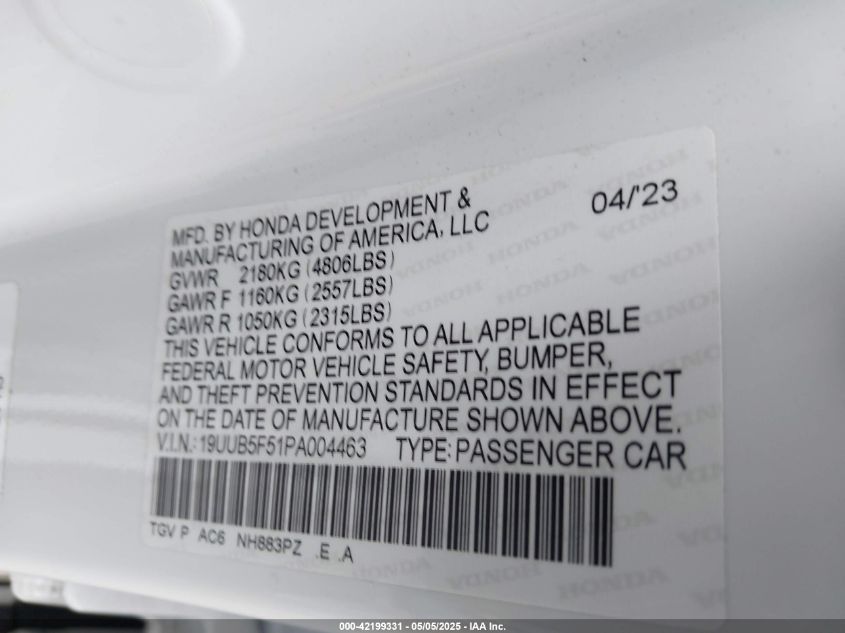 04/'23
MFD. BY HONDA DEVELOPMENT &
MANUFACTURING OF AMERICA, LLC
GVWR 2180KG (4806LBS)
GAWR F 1160KG (2557LBS)
GAWR R 1050KG (2315LBS)
THIS VEHICLE CONFORMS TO ALL APPLICABLE
FEDERAL MOTOR VEHICLE SAFETY, BUMPER,
AND THEFT PREVENTION STANDARDS IN EFFECT
ON THE DATE OF MANUFACTURE SHOWN ABOVE.
V.I.N.: 19UUB5F51PA004463 TYPE: PASSENGER CAR
TGV P AC6 NH883PZ .E .A
HONDA
000-42199331 - 05/05/2025 - IAA Inc.